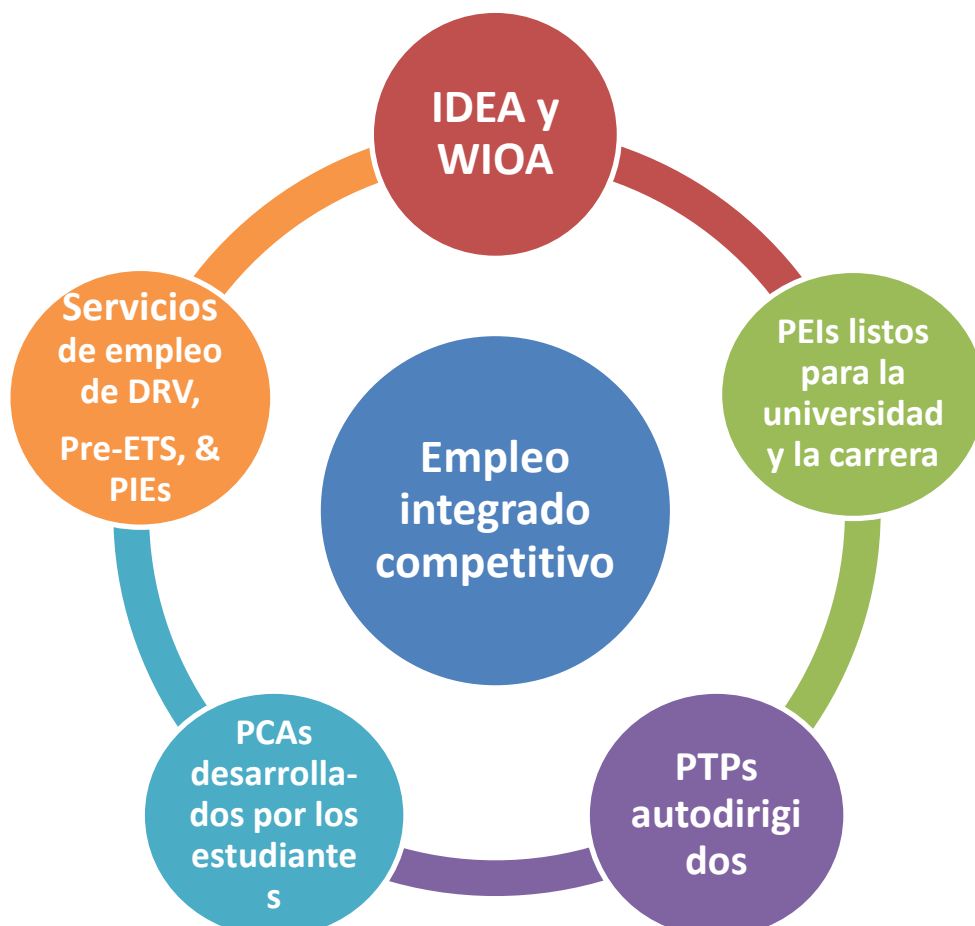 IDEA y
WIOA
PEIs listos
para la
universidad
y la carrera
PTPs
autodirigi
dos
PCAs
desarrolla-
dos por los
estudiante
s
Servicios
de empleo
de DRV,
Pre-ETS, &
PIEs
Empleo
integrado
competitivo